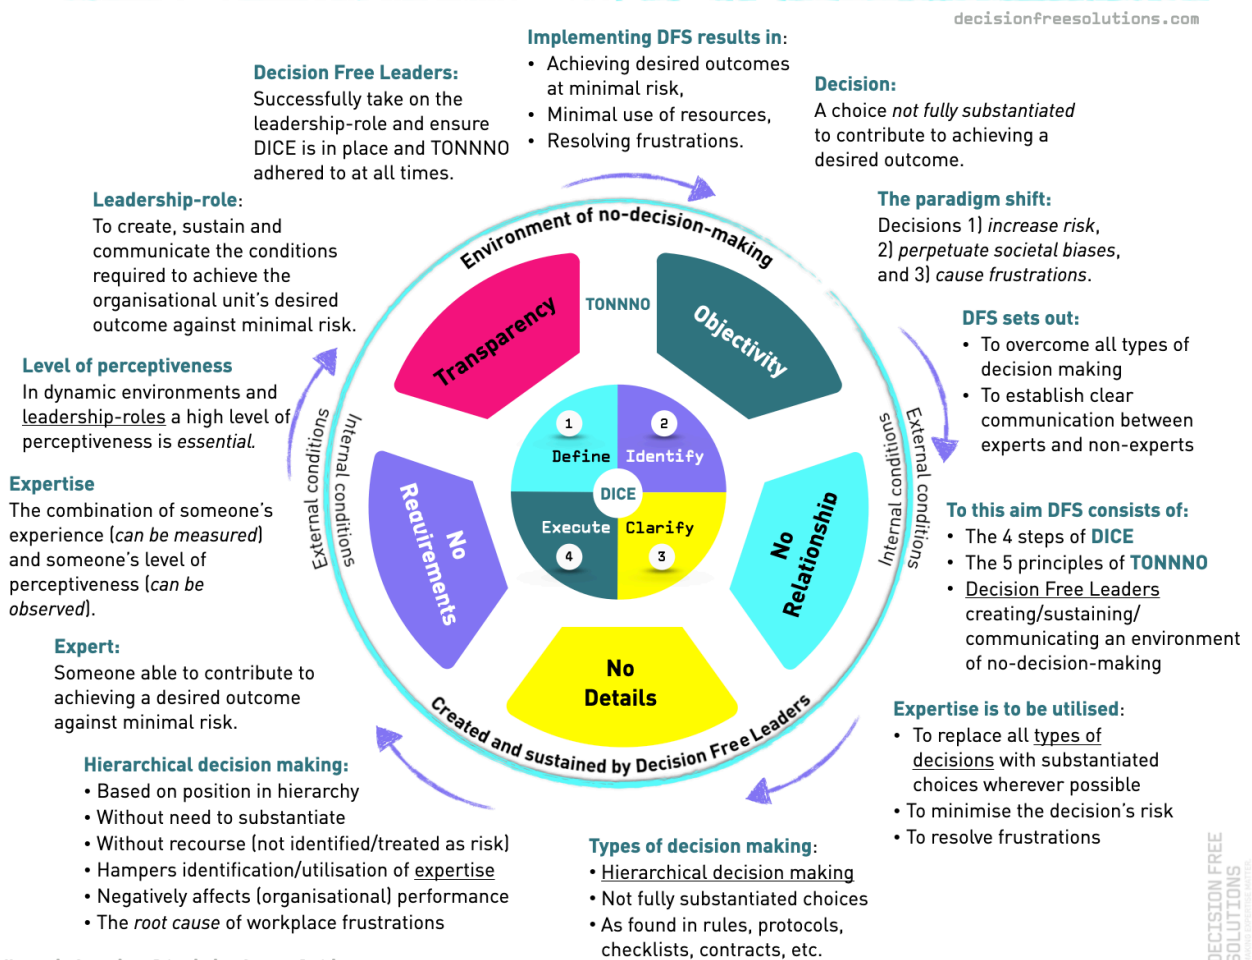 decisionfreesolutions.com
Implementing DFS results in:
• Achieving desired outcomes
at minimal risk,
• Minimal use of resources,
• Resolving frustrations.
Decision:
A choice not fully substantiated
to contribute to achieving a
desired outcome.
The paradigm shift:
Decisions 1) increase risk,
2) perpetuate societal biases,
and 3) cause frustrations.
DFS sets out:
• To overcome all types of
decision making
• To establish clear
communication between
experts and non-experts
To this aim DFS consists of:
• The 4 steps of DICE
• The 5 principles of TONNNO
• Decision Free Leaders
creating/sustaining/
communicating an environment
of no-decision-making
Expertise is to be utilised:
• To replace all types of
decisions with substantiated
choices wherever possible
• To minimise the decision's risk
• To resolve frustrations
Types of decision making:
• Hierarchical decision making
• Not fully substantiated choices
• As found in rules, protocols,
checklists, contracts, etc.
Hierarchical decision making:
• Based on position in hierarchy
• Without need to substantiate
• Without recourse (not identified/treated as risk)
• Hampers identification/utilisation of expertise
• Negatively affects (organisational) performance
• The root cause of workplace frustrations
Expert:
Someone able to contribute to
achieving a desired outcome
against minimal risk.
Expertise
The combination of someone's
experience (can be measured)
and someone's level of
perceptiveness (can be
observed).
Level of perceptiveness
In dynamic environments and
leadership-roles a high level of
perceptiveness is essential.
Leadership-role:
To create, sustain and
communicate the conditions
required to achieve the
organisational unit's desired
outcome against minimal risk.
Decision Free Leaders:
Successfully take on the
leadership-role and ensure
DICE is in place and TONNNO
adhered to at all times.
Environment of no-decision-making
External conditions
Internal conditions
Internal conditions
External conditions
Created and sustained by Decision Free Leaders
TONNNO
Transparency
Objectivity
No
Relationship
No
Details
No
Requirements
1
Define
2
Identify
DICE
Execute
4
Clarify
3
DECISION FREE
SOLUTIONS